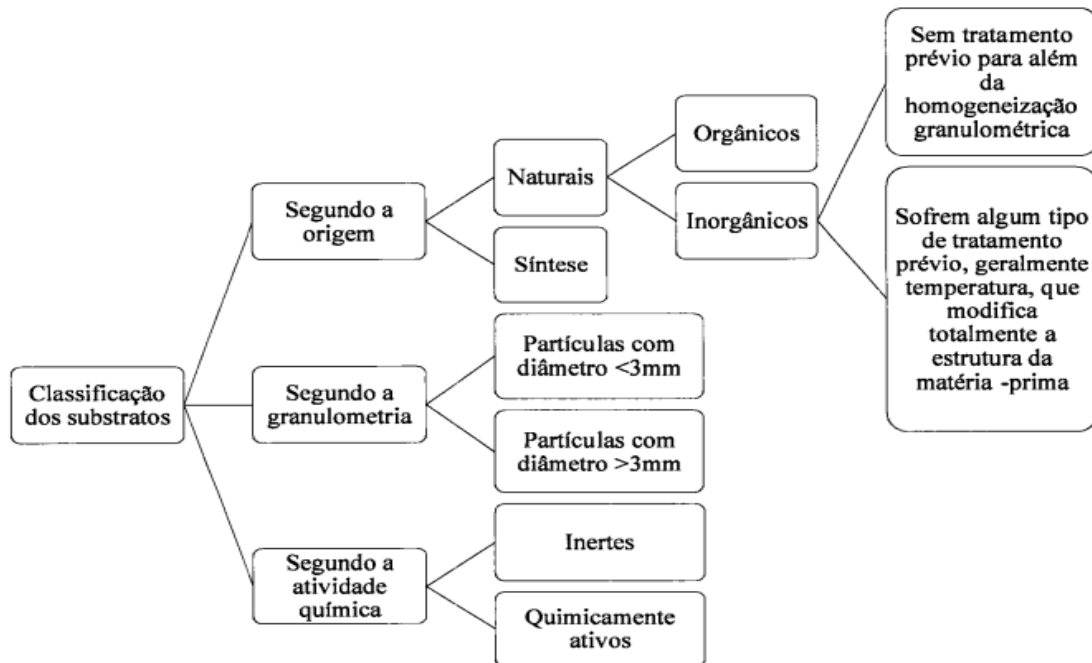 Classificação
dos substratos
Segundo a
origem
Naturais
Orgânicos
Inorgânicos
Sem tratamento
prévio para além
da
homogeneização
granulométrica
Sofrem algum tipo
de tratamento
prévio, geralmente
temperatura, que
modifica
totalmente a
estrutura da
matéria -prima
Síntese
Segundo a
granulometria
Partículas com
diâmetro <3mm
Partículas com
diâmetro >3mm
Segundo a
atividade
química
Inertes
Quimicamente
ativos